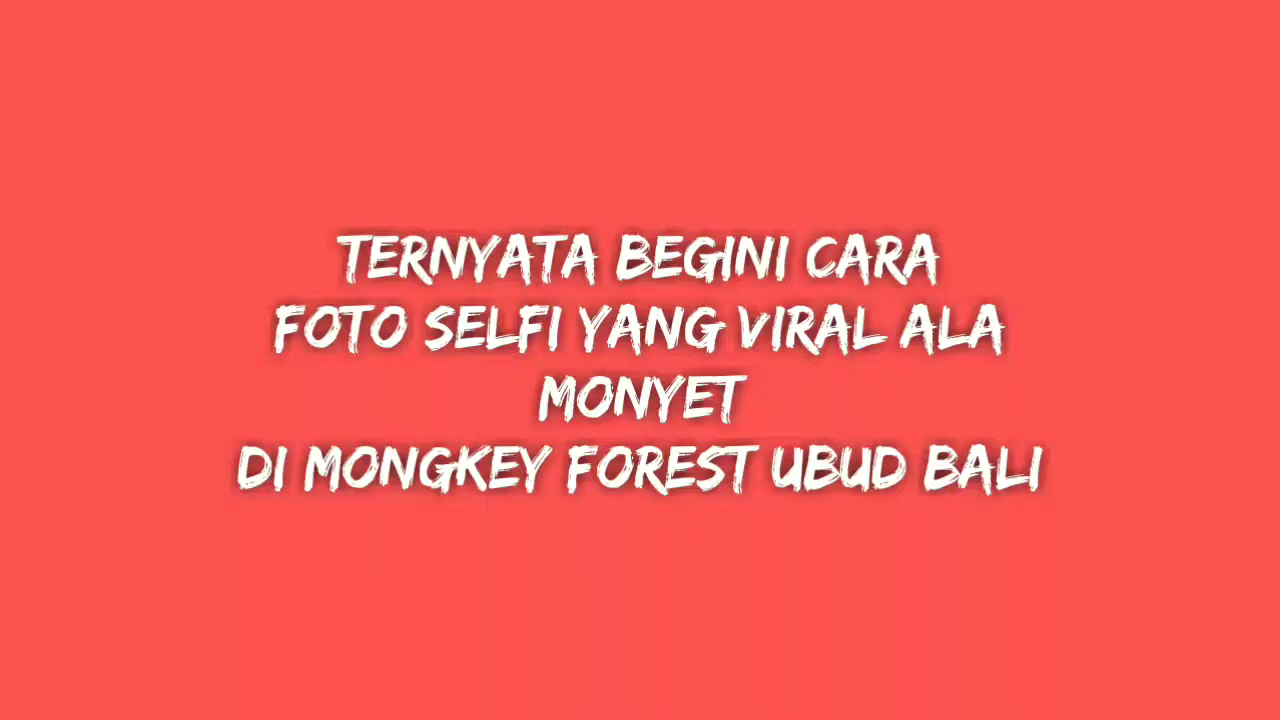 TERNYATA BEGINI CARA
FOTO SELFI YANG VIRAL ALA
MONYET
DI MONGKEY FOREST UBUD BALI